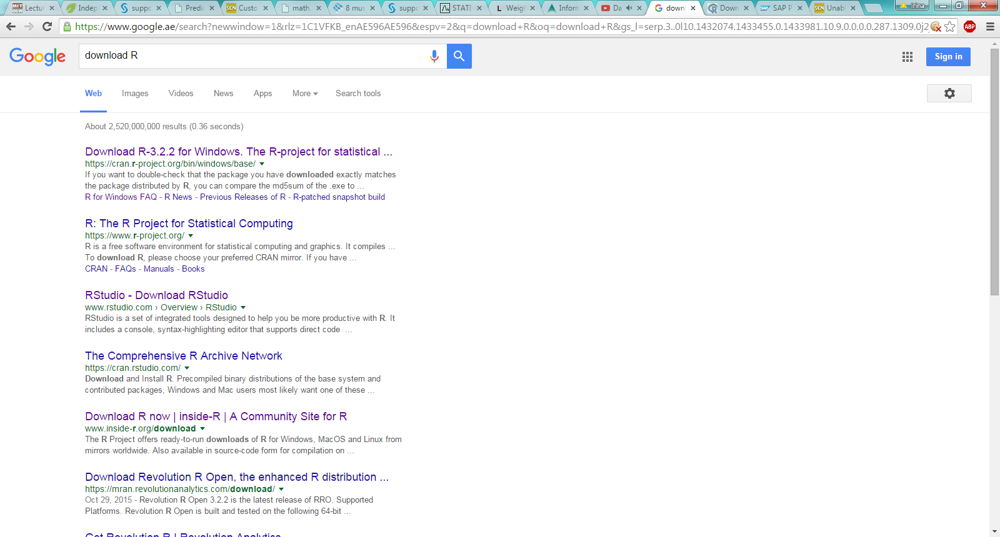 MIT OCW Lectur
Indep
suppo
Predic
SCN Custo
math.
8 mus
suppo
STATI
L Weigh
Inform
Da
G downl
Down
SAP P
SCN Unabl
irina
https://www.google.ae/search?newwindow=1&rlz=1C1VFKB_enAE596AE596&espv=2&q=download+R&oq=download+R&gs_l=serp.3..0l10.1432074.1433455.0.1433981.10.9.0.0.0.0.287.1309.0j2
ABP
Google
download R
Sign in
Web Images Videos News Apps More Search tools
About 2,520,000,000 results (0.36 seconds)
Download R-3.2.2 for Windows. The R-project for statistical ...
https://cran.r-project.org/bin/windows/base/
If you want to double-check that the package you have downloaded exactly matches
the package distributed by R, you can compare the md5sum of the .exe to ...
R for Windows FAQ - R News - Previous Releases of R - R-patched snapshot build
R: The R Project for Statistical Computing
https://www.r-project.org/
R is a free software environment for statistical computing and graphics. It compiles ...
To download R, please choose your preferred CRAN mirror. If you have ...
CRAN - FAQs - Manuals - Books
RStudio - Download RStudio
www.rstudio.com › Overview › RStudio
RStudio is a set of integrated tools designed to help you be more productive with R. It
includes a console, syntax-highlighting editor that supports direct code ...
The Comprehensive R Archive Network
https://cran.rstudio.com/
Download and Install R. Precompiled binary distributions of the base system and
contributed packages, Windows and Mac users most likely want one of these ...
Download R now | inside-R | A Community Site for R
www.inside-r.org/download
The R Project offers ready-to-run downloads of R for Windows, MacOS and Linux from
mirrors worldwide. Also available in source-code form for compilation on ...
Download Revolution R Open, the enhanced R distribution ...
https://mran.revolutionanalytics.com/download/
Oct 29, 2015 - Revolution R Open 3.2.2 is the latest release of RRO. Supported
Platforms. Revolution R Open is built and tested on the following 64-bit ...
Get Revolution R | Revolution Analytics